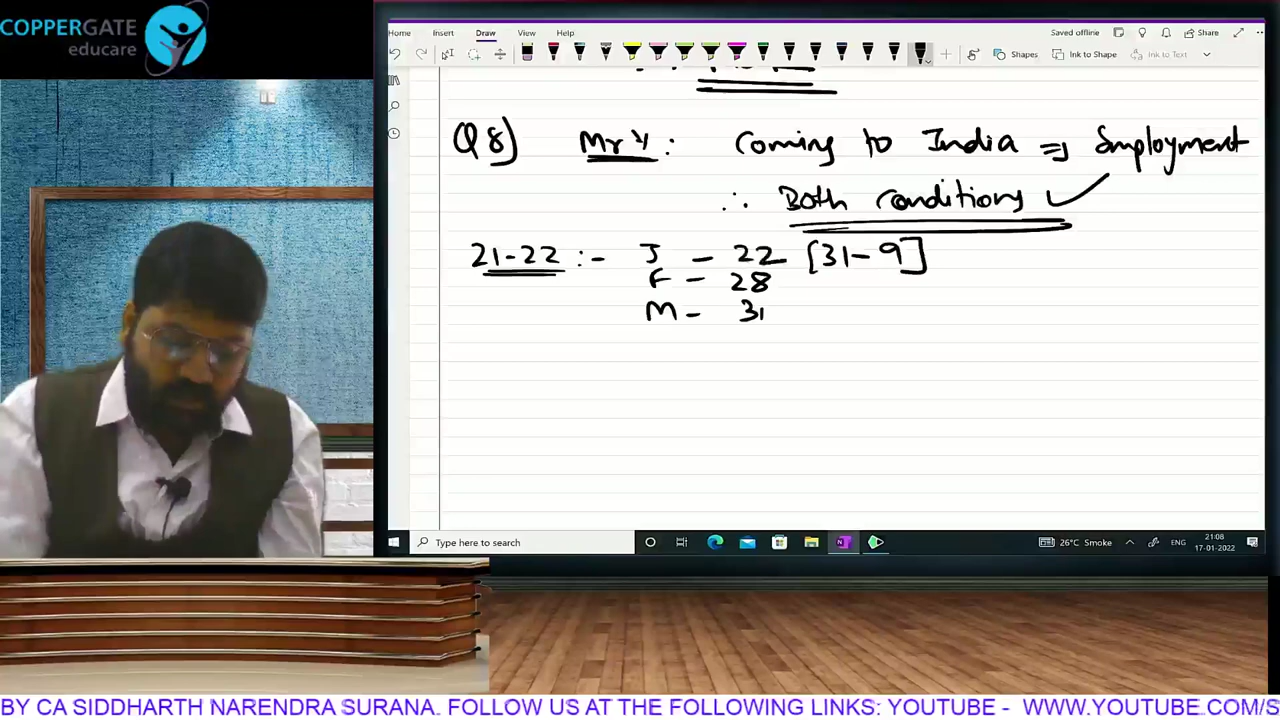 COPPERGATE
educare
Home Insert Draw View Help
Saved offline Share
Shapes Ink to Shape Ink to Text
Q 8) Mr Y : Coming to India ⇒ Employment
∴ Both conditions ✓
21-22 :- J - 22 [31-9]
F - 28
M - 31
Type here to search
26°C Smoke ENG 21:08
17-01-2022
BY CA SIDDHARTH NARENDRA SURANA. FOLLOW US AT THE FOLLOWING LINKS: YOUTUBE - WWW.YOUTUBE.COM/S